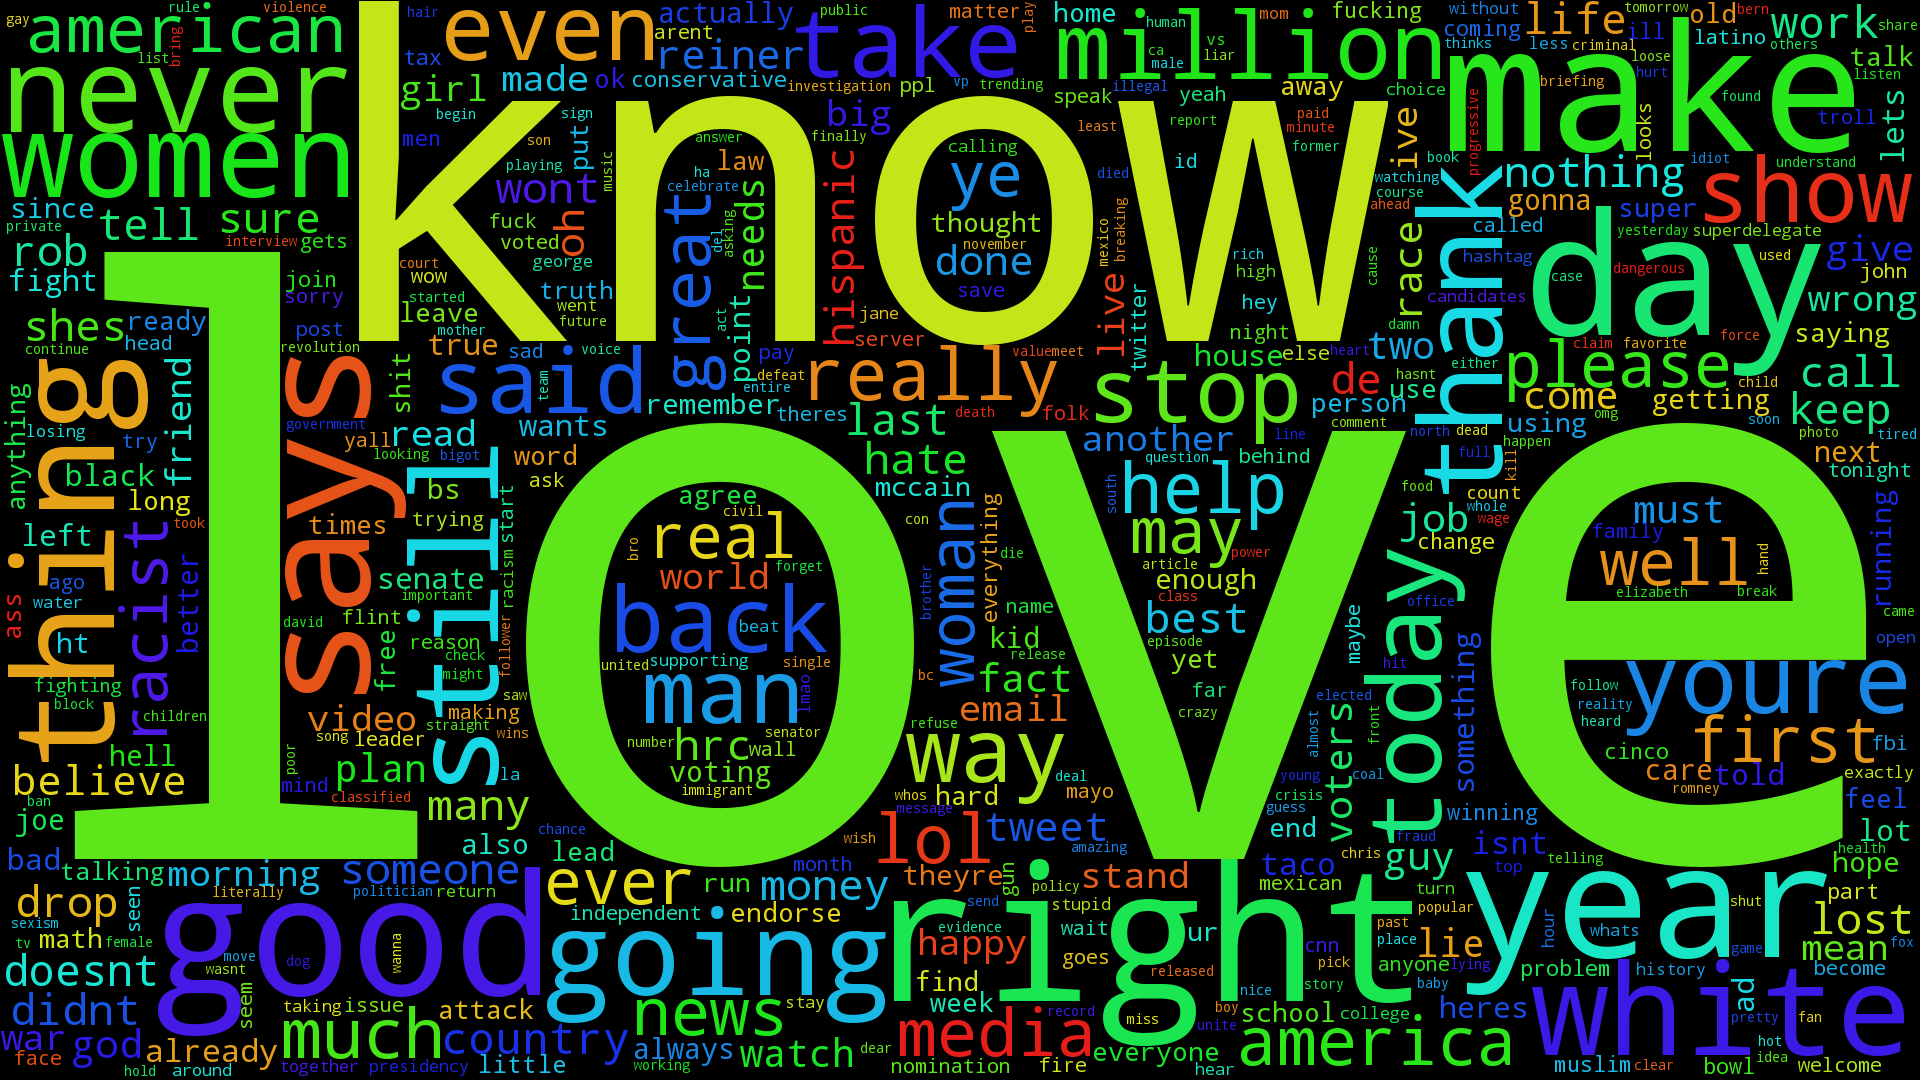 love
know
gay
rule
violence
american
list
bring
never
women
hair
even
tax
girl
actually
arent
reiner
made
ok
conservative
public
take
matter
play
home
million
human
mom
fucking
ca
male
vs
liar
without
coming
thinks
less
life
criminal
old
ill
loose
hurt
bern
tomorrow
latino
others
work
share
talk
listen
make
investigation
ppl
vp
trending
speak
illegal
yeah
away
choice
briefing
found
troll
lets
looks
begin
sign
men
son
put
playing
music
wont
answer
finally
big
law
ha
celebrate
needs
great
hispanic
least
report
paid
minute
former
calling
ye
thought
november
done
save
died
id
live
watching
course
ahead
book
progressive
idiot
understand
nothing
gonna
show
since
private
tell
sure
interview
gets
rob
fight
join
sorry
fuck
voted
oh
george
wow
court
started
truth
went
future
leave
mother
asking
del
act
point
jane
server
mexico
breaking
twitter
rich
high
hey
night
cause
race
thank
super
called
hashtag
yesterday
superdelegate
candidates
case
dangerous
used
day
give
john
wrong
saying
shes
ready
head
continue
post
revolution
true
sad
voice
said
team
pay
defeat
entire
really
value
meet
theres
folk
death
house
else
heart
stop
de
hasnt
use
two
damn
either
please
claim
favorite
force
child
come
getting
omg
soon
call
keep
photo
tired
thing
anything
losing
try
friend
black
long
says
government
shit
yall
looking
read
bigot
remember
wants
word
ask
last
hate
mccain
another
line
behind
question
person
comment
north
full
dead
using
happen
kill
next
tonight
left
racist
took
times
still
bs
trying
start
racism
follower
agree
civil
real
bro
world
forget
con
woman
everything
die
south
help
may
power
article
enough
class
best
food
count
whole
wage
job
change
today
must
family
well
hand
elizabeth
break
running
came
open
ago
water
ass
better
ht
david
flint
senate
important
reason
check
might
free
fighting
block
children
hell
back
beat
united
supporting
single
man
lmao
brother
bc
name
kid
release
fact
episode
yet
far
crazy
maybe
office
hit
elected
something
youre
follow
reality
heard
first
fbi
cinco
care
told
romney
exactly
feel
believe
ban
joe
poor
mind
video
song
leader
straight
making
saw
wins
plan
classified
la
many
number
hrc
wall
senator
voting
immigrant
refuse
email
way
whos
hard
deal
mayo
message
young
crisis
guess
almost
voters
front
coal
winning
fraud
lot
health
hope
bad
talking
morning
literally
someone
also
politician
return
chance
lead
ever
run
month
money
wish
lol
tweet
amazing
theyre
gun
policy
end
stand
stupid
taco
mexican
chris
guy
turn
popular
isnt
top
telling
year
part
shut
lost
drop
seen
sexism
tv
math
female
good
wasnt
move
dog
wanna
independent
endorse
going
send
evidence
happy
wait
ur
right
cnn
pick
past
place
lie
anyone
lying
hour
whats
game
mean
fox
doesnt
seem
didnt
taking
issue
attack
news
stay
find
week
goes
released
nice
story
baby
problem
history
ad
become
pretty
fan
war
face
god
already
hold
around
much
together
presidency
country
little
always
working
watch
dear
media
record
nomination
fire
miss
everyone
hear
boy
unite
school
college
america
heres
white
muslim
clear
hot
idea
bowl
welcome